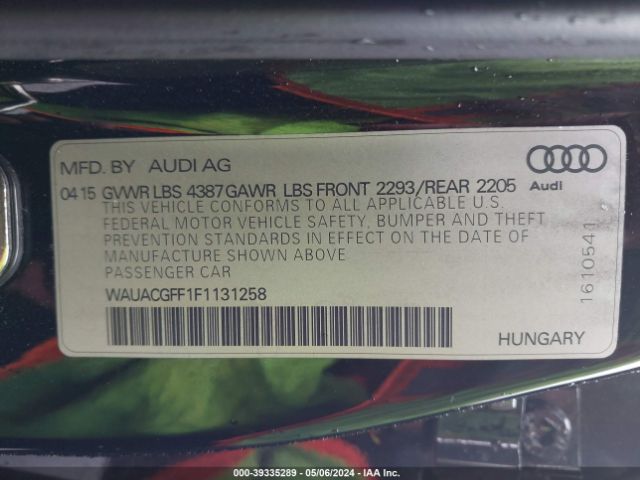 MFD. BY AUDI AG
04 15 GVWR LBS 4387 GAWR LBS FRONT 2293/REAR 2205
Audi
THIS VEHICLE CONFORMS TO ALL APPLICABLE U.S.
FEDERAL MOTOR VEHICLE SAFETY, BUMPER AND THEFT
PREVENTION STANDARDS IN EFFECT ON THE DATE OF
MANUFACTURE SHOWN ABOVE
PASSENGER CAR
1610541
WAUACGFF1F1131258
HUNGARY
000-39335289 - 05/06/2024 - IAA Inc.